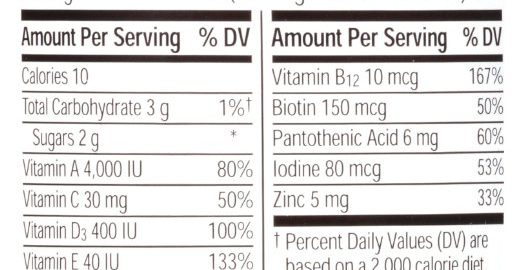 Amount Per Serving % DV
Calories 10
Total Carbohydrate 3 g 1%†
Sugars 2 g *
Vitamin A 4,000 IU 80%
Vitamin C 30 mg 50%
Vitamin D3 400 IU 100%
Vitamin E 40 IU 133%
Amount Per Serving % DV
Vitamin B12 10 mcg 167%
Biotin 150 mcg 50%
Pantothenic Acid 6 mg 60%
Iodine 80 mcg 53%
Zinc 5 mg 33%
† Percent Daily Values (DV) are
based on a 2,000 calorie diet